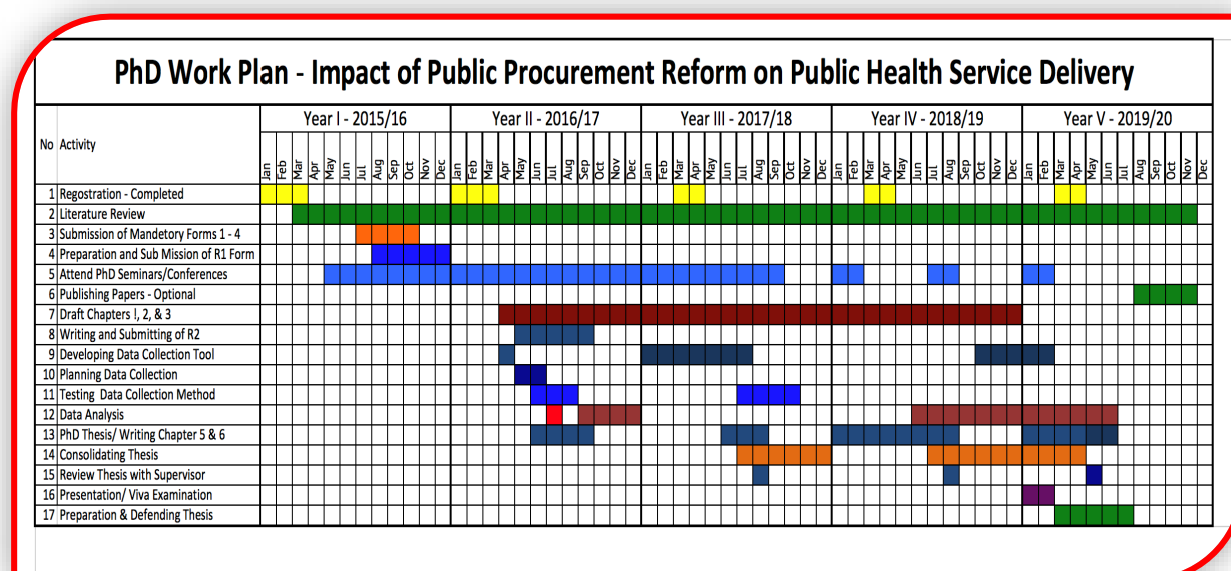 PhD Work Plan - Impact of Public Procurement Reform on Public Health Service Delivery
No Activity Year I - 2015/16 Year II - 2016/17 Year III - 2017/18 Year IV - 2018/19 Year V - 2019/20
Jan Feb Mar Apr May Jun Jul Aug Sep Oct Nov Dec Jan Feb Mar Apr May Jun Jul Aug Sep Oct Nov Dec Jan Feb Mar Apr May Jun Jul Aug Sep Oct Nov Dec Jan Feb Mar Apr May Jun Jul Aug Sep Oct Nov Dec Jan Feb Mar Apr May Jun Jul Aug Sep Oct Nov Dec
1 Regostration - Completed
2 Literature Review
3 Submission of Mandetory Forms 1 - 4
4 Preparation and Sub Mission of R1 Form
5 Attend PhD Seminars/Conferences
6 Publishing Papers - Optional
7 Draft Chapters !, 2, & 3
8 Writing and Submitting of R2
9 Developing Data Collection Tool
10 Planning Data Collection
11 Testing Data Collection Method
12 Data Analysis
13 PhD Thesis/ Writing Chapter 5 & 6
14 Consolidating Thesis
15 Review Thesis with Supervisor
16 Presentation/ Viva Examination
17 Preparation & Defending Thesis